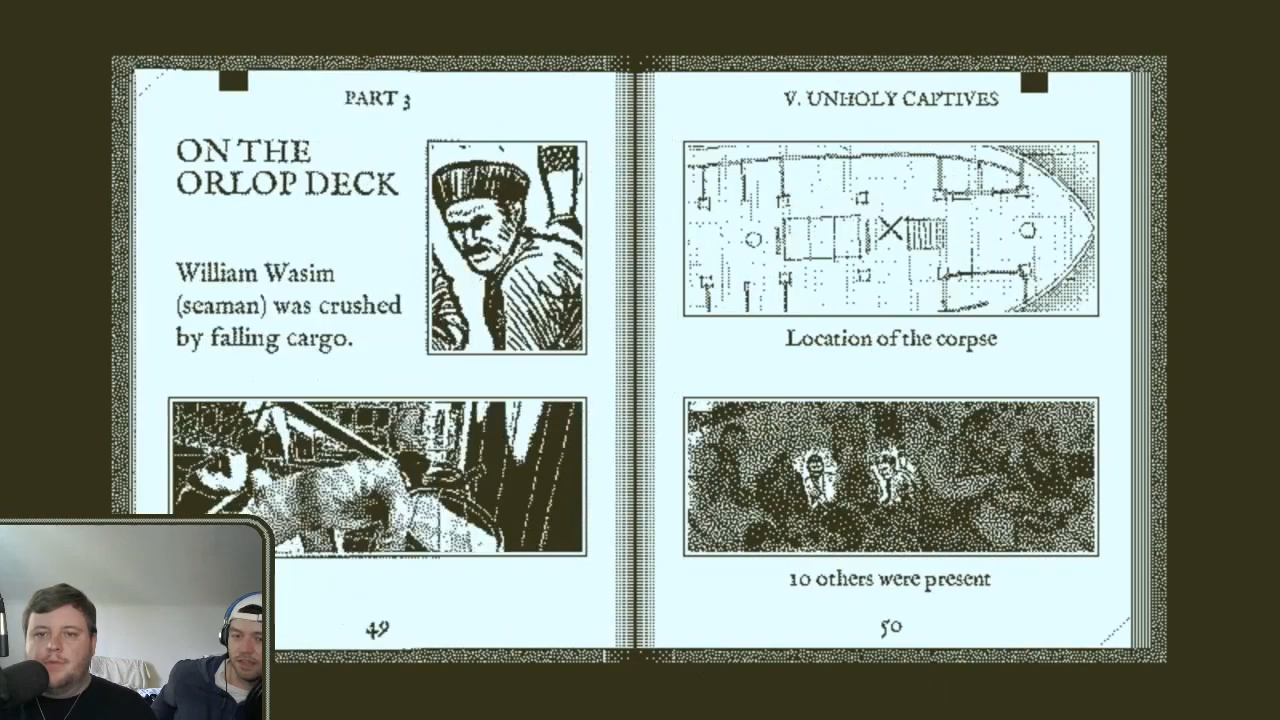 PART 3
ON THE
ORLOP DECK
William Wasim
(seaman) was crushed
by falling cargo.
49
V. UNHOLY CAPTIVES
Location of the corpse
10 others were present
50